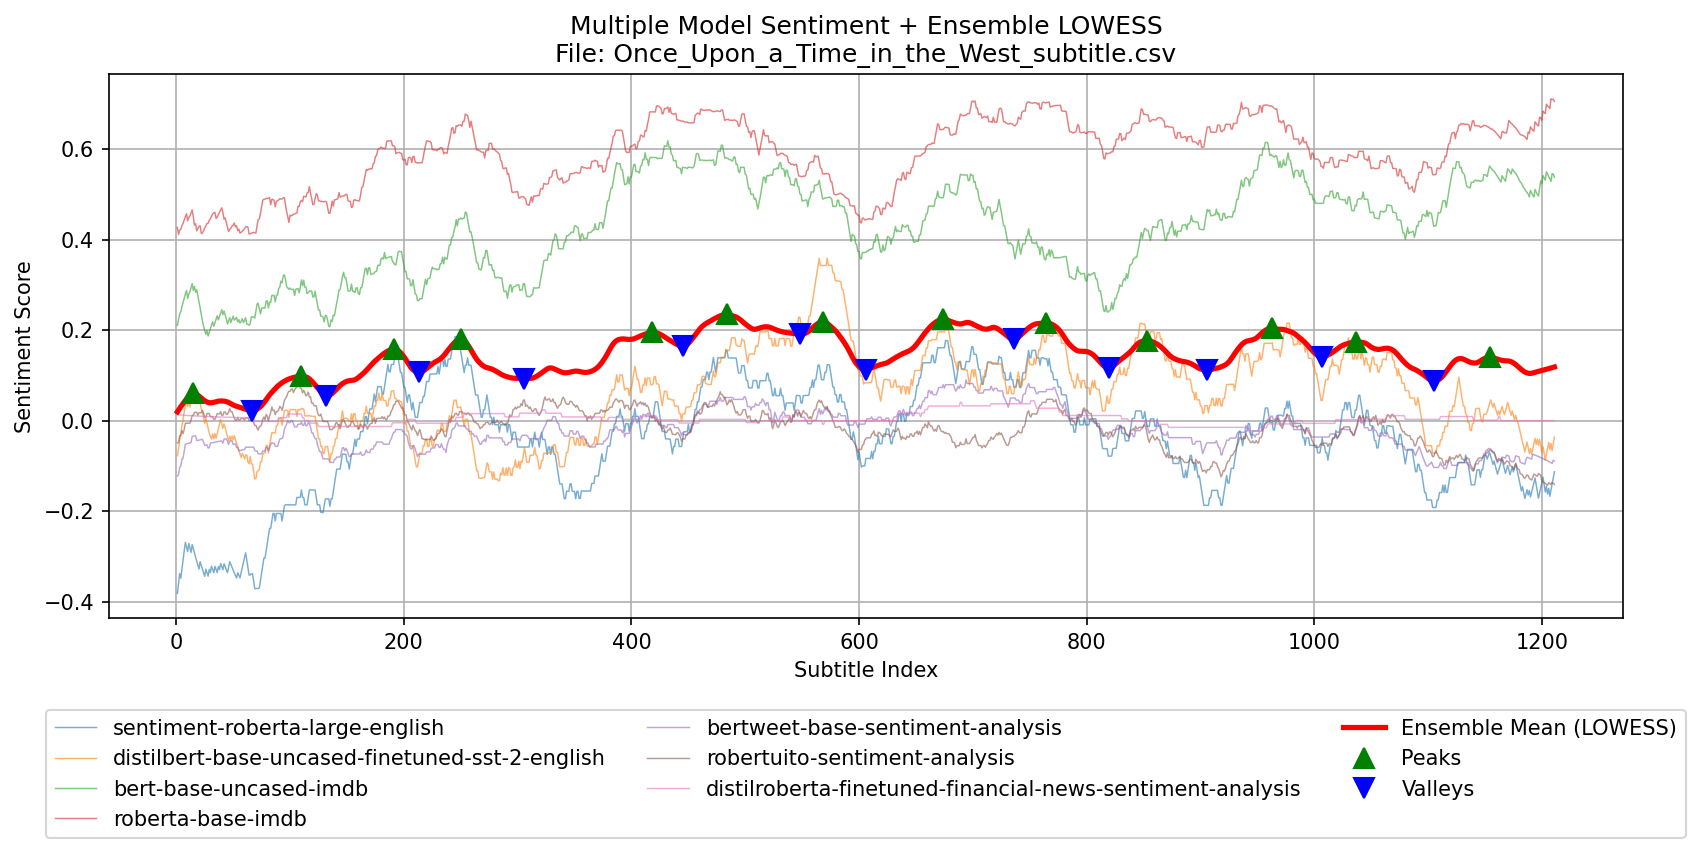 Multiple Model Sentiment + Ensemble LOWESS
File: Once_Upon_a_Time_in_the_West_subtitle.csv
Sentiment Score
0.6
0.4
0.2
0.0
−0.2
−0.4
0
200
400
600
800
1000
1200
Subtitle Index
sentiment-roberta-large-english
distilbert-base-uncased-finetuned-sst-2-english
bert-base-uncased-imdb
roberta-base-imdb
bertweet-base-sentiment-analysis
robertuito-sentiment-analysis
distilroberta-finetuned-financial-news-sentiment-analysis
Ensemble Mean (LOWESS)
Peaks
Valleys